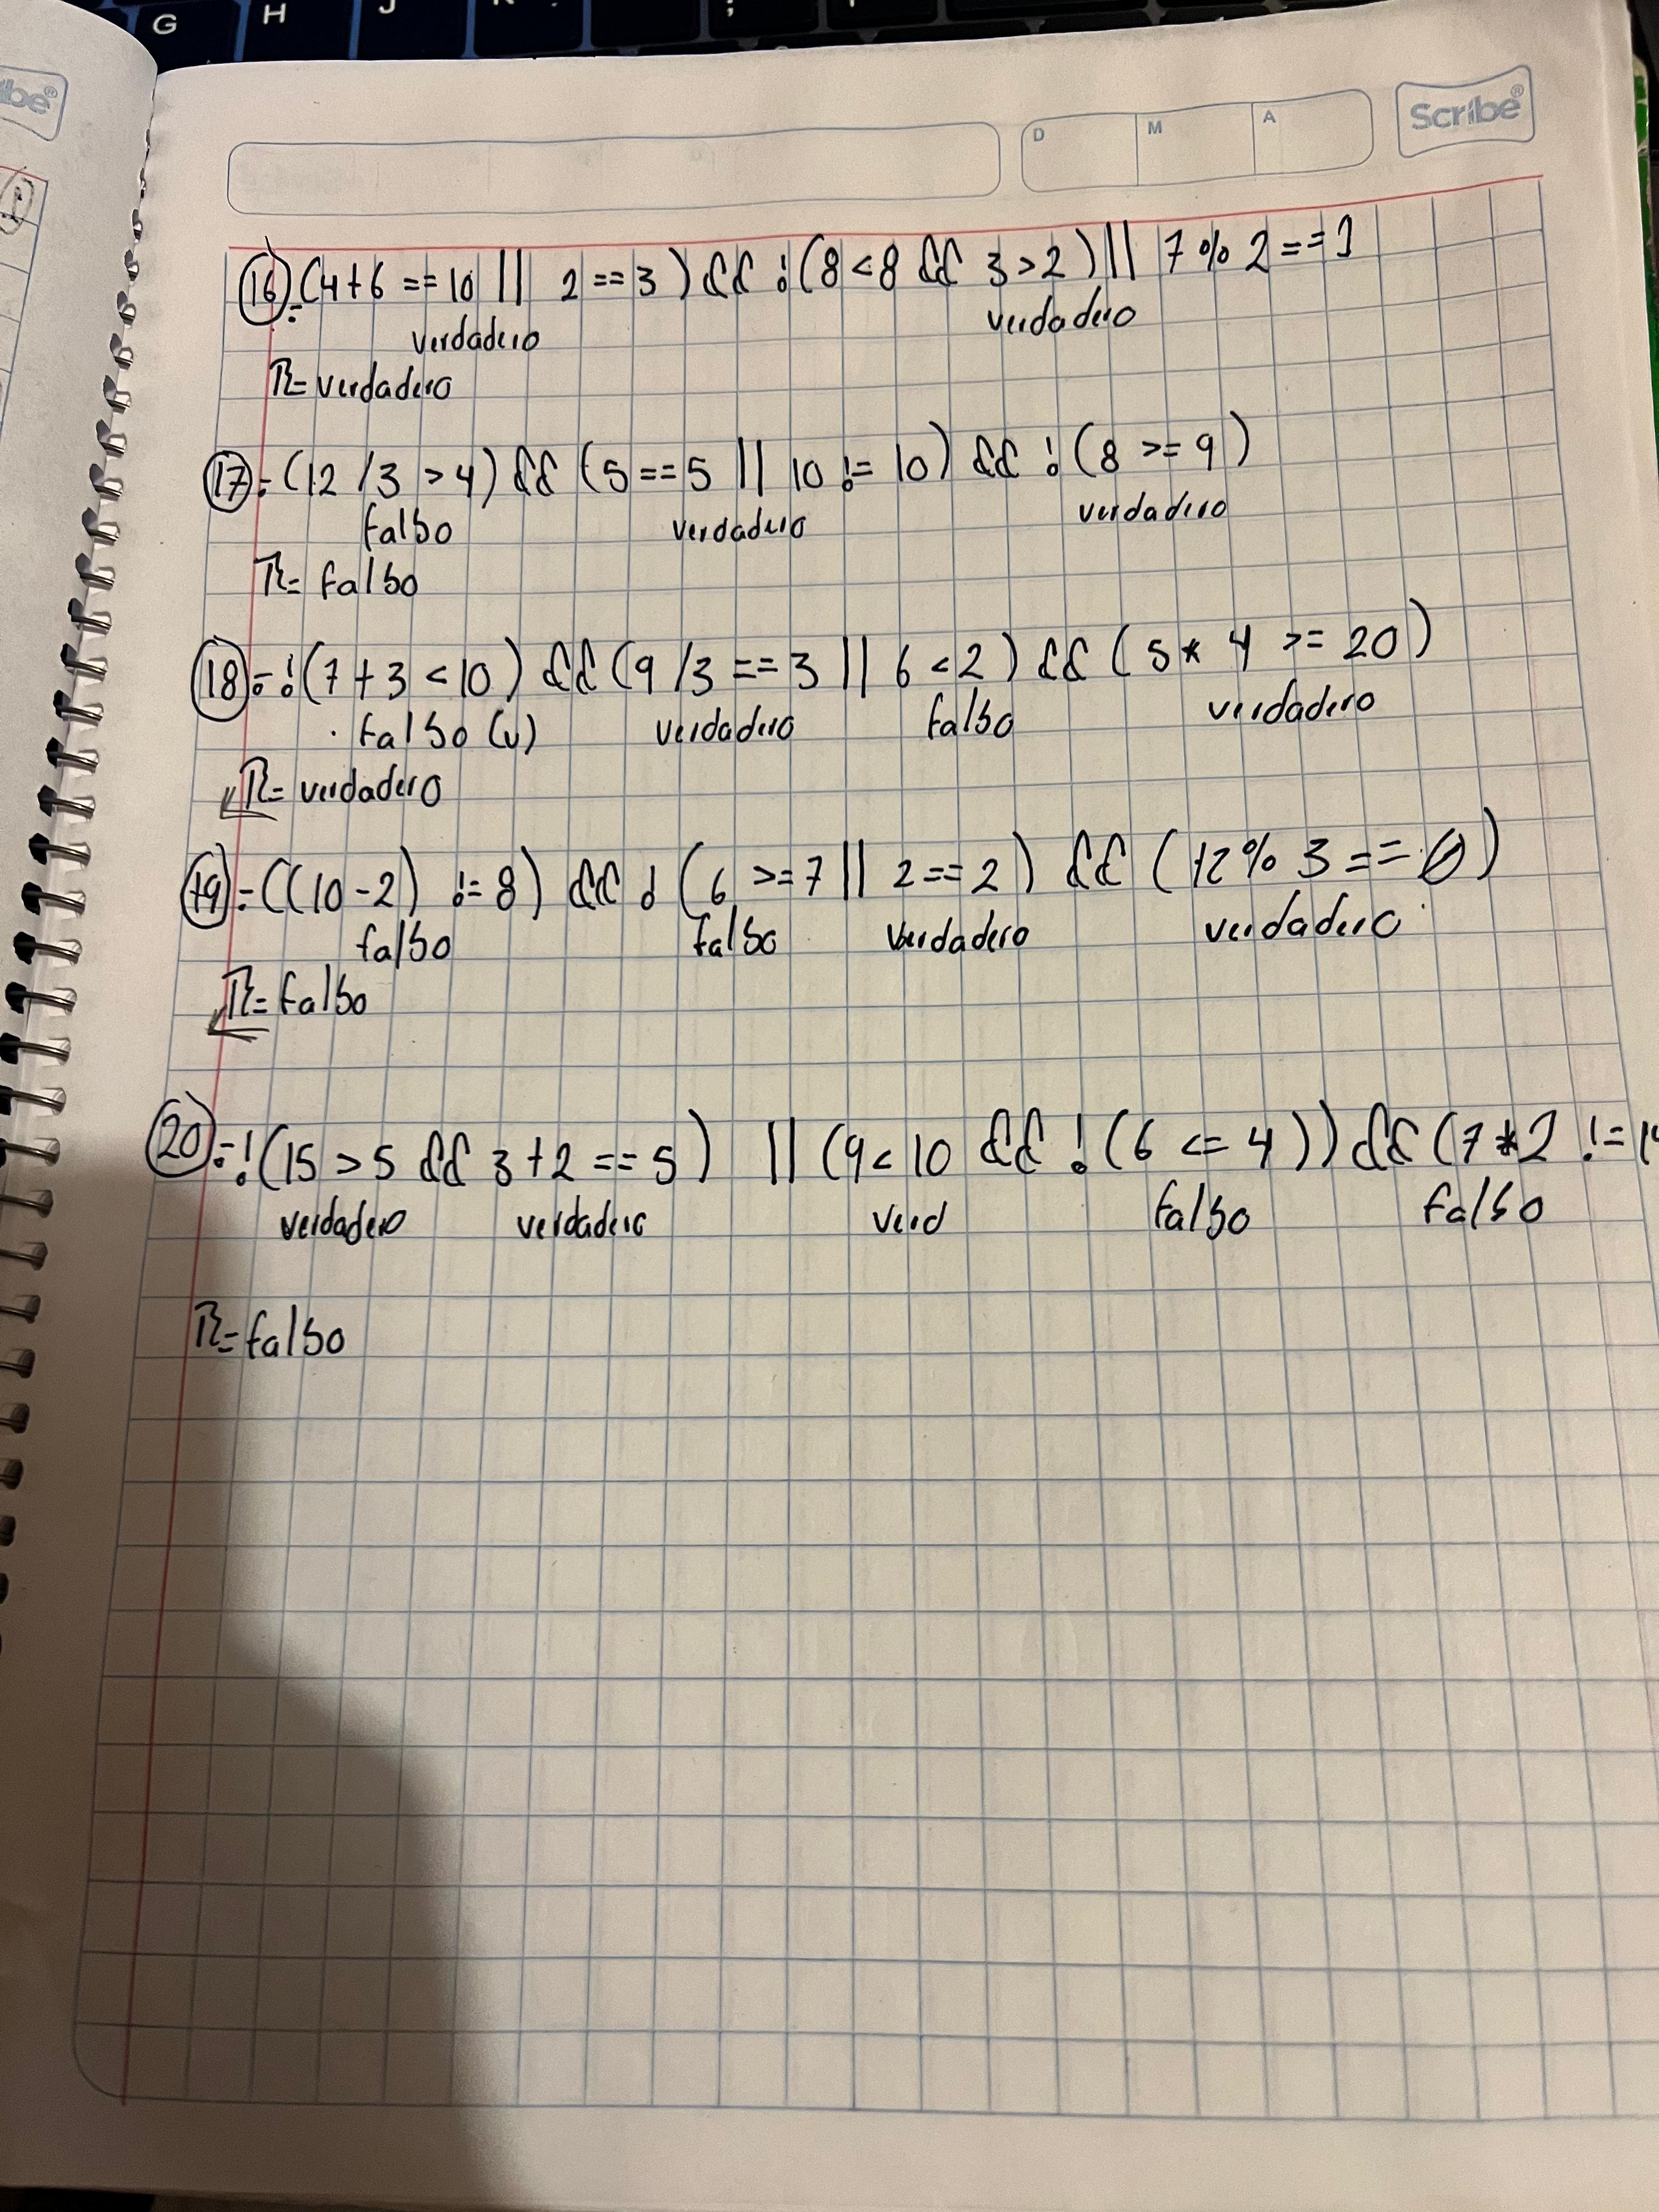 G H J K ;
Scribe®
ibe®
D M A
16.- (4+6 == 10 || 2 == 3) && !(8 < 8 && 3 > 2) || 7 % 2 == 1
verdadero verdadero
R= verdadero
17.- (12 / 3 > 4) && (5 == 5 || 10 != 10) && !(8 >= 9)
falso verdadero verdadero
R= falso
18.- !(7 + 3 < 10) && (9 / 3 == 3 || 6 < 2) && (5 * 4 >= 20)
falso (v) verdadero falso verdadero
R= verdadero
19.- ((10 - 2) != 8) && !(6 >= 7 || 2 == 2) && (12 % 3 == 0)
falso falso verdadero verdadero
R= falso
20.- !(15 > 5 && 3 + 2 == 5) || (9 < 10 && !(6 <= 4)) && (7 * 2 != 14
verdadero verdadero verd falso falso
R= falso